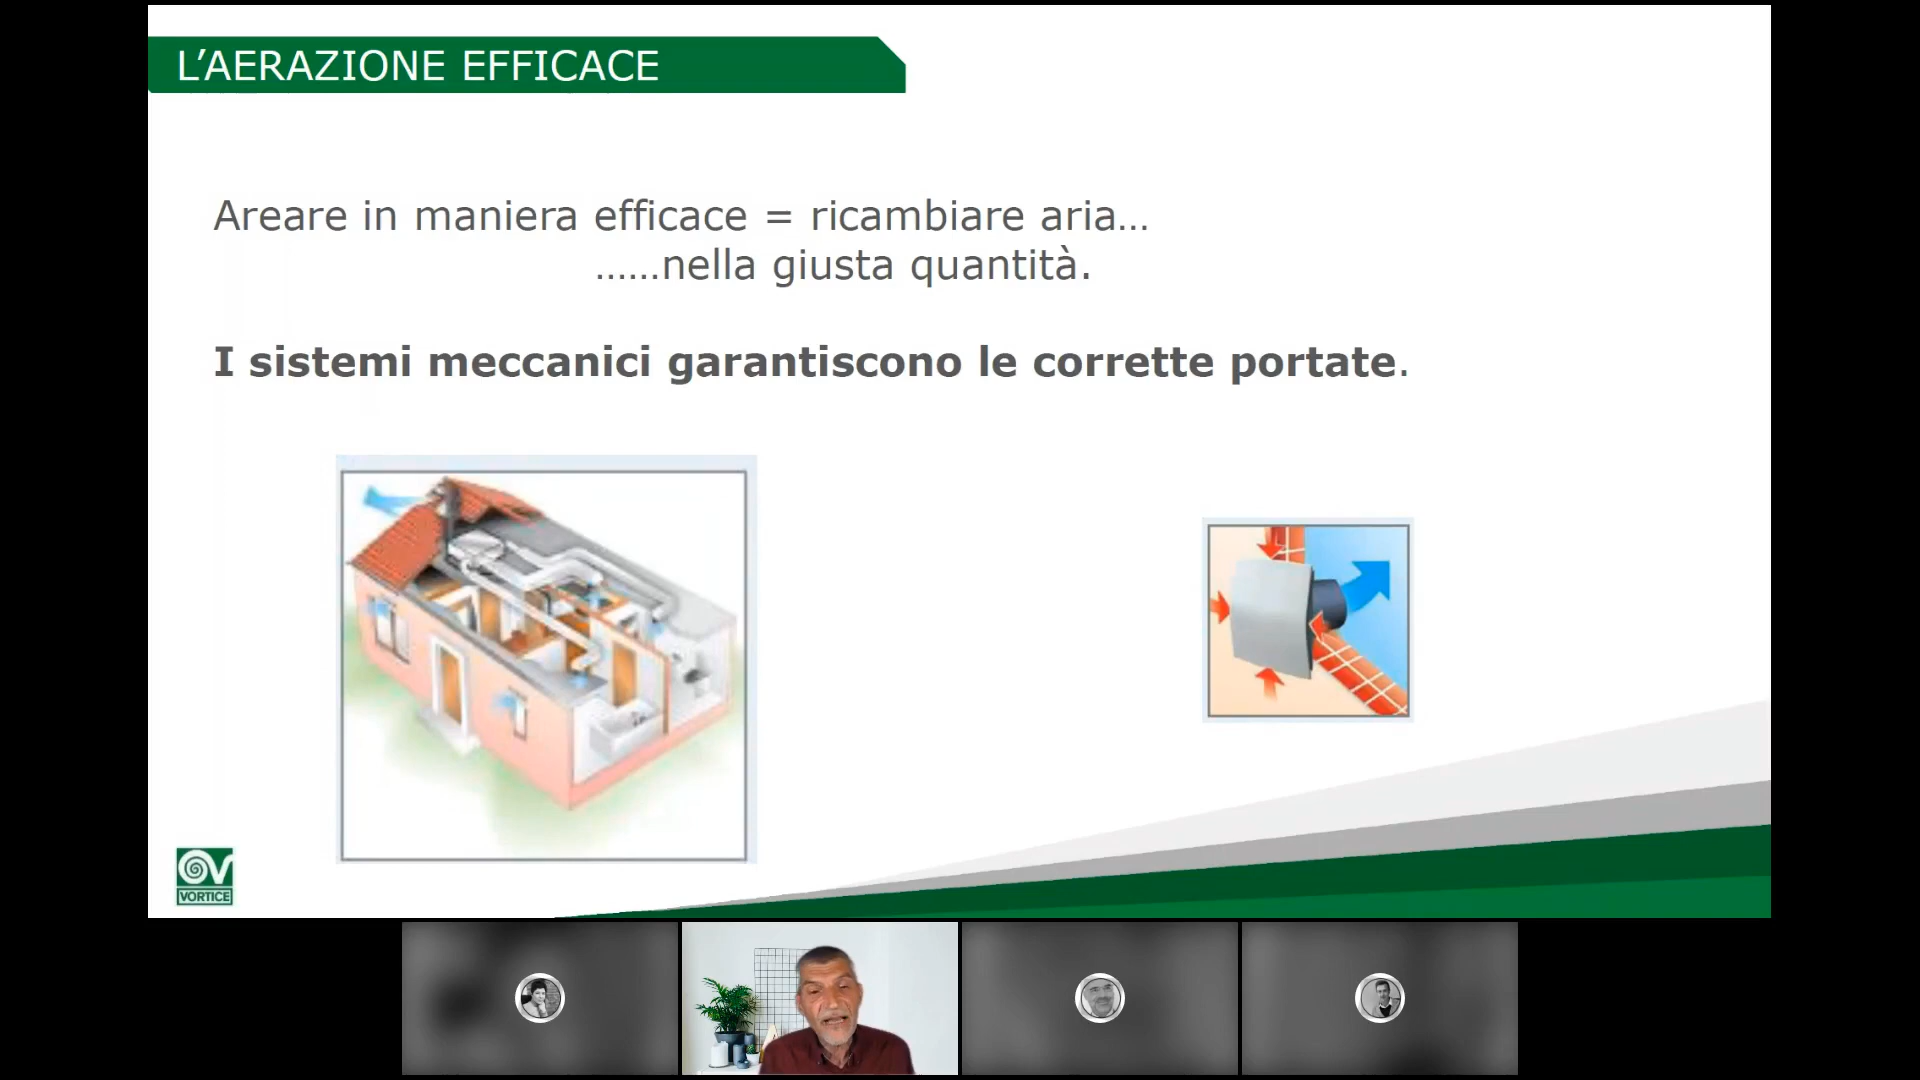 L’AERAZIONE EFFICACE
Areare in maniera efficace = ricambiare aria…
……nella giusta quantità.
I sistemi meccanici garantiscono le corrette portate.
VORTICE